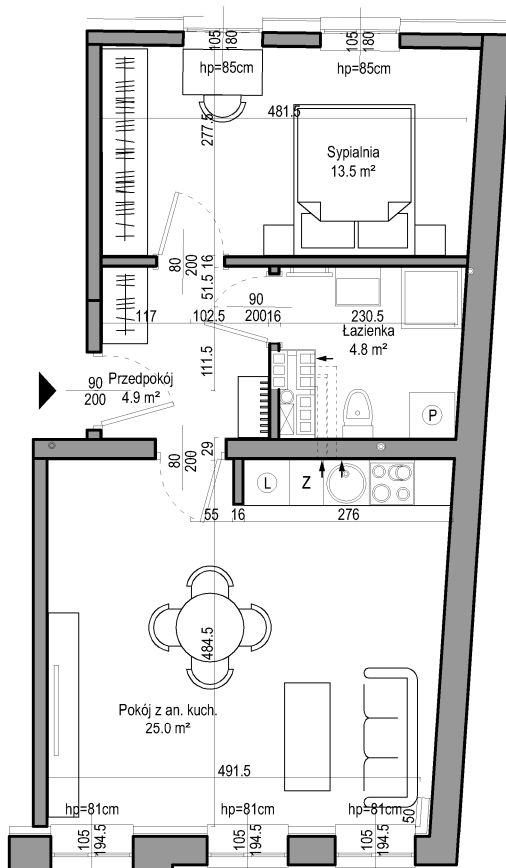 105
180
105
180
hp=85cm
hp=85cm
481.5
277.5
Sypialnia
13.5 m²
80
200
16
51.5
90
200
16
117
102.5
230.5
Łazienka
4.8 m²
111.5
90
200
Przedpokój
4.9 m²
P
80
200
29
L
Z
55
16
276
484.5
Pokój z an. kuch.
25.0 m²
491.5
hp=81cm
hp=81cm
hp=81cm
50
105
194.5
105
194.5
105
194.5